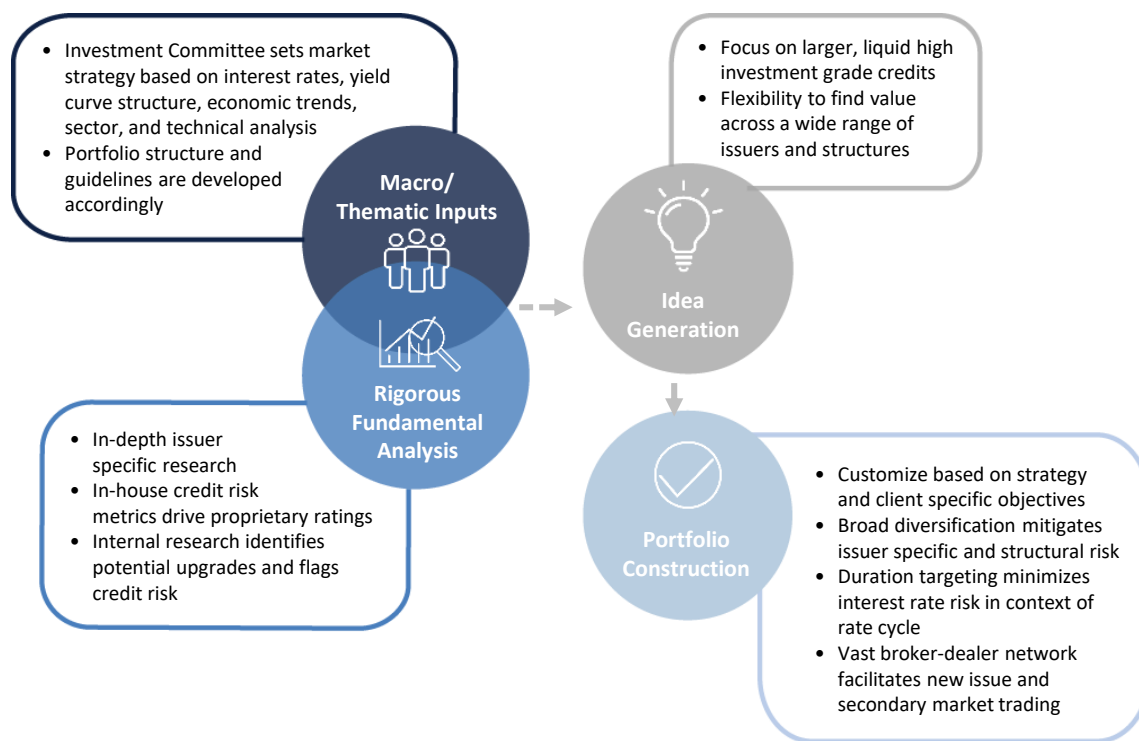 • Investment Committee sets market
strategy based on interest rates, yield
curve structure, economic trends,
sector, and technical analysis
• Portfolio structure and
guidelines are developed
accordingly
Macro/
Thematic Inputs
Rigorous
Fundamental
Analysis
• In-depth issuer
specific research
• In-house credit risk
metrics drive proprietary ratings
• Internal research identifies
potential upgrades and flags
credit risk
• Focus on larger, liquid high
investment grade credits
• Flexibility to find value
across a wide range of
issuers and structures
Idea
Generation
Portfolio
Construction
• Customize based on strategy
and client specific objectives
• Broad diversification mitigates
issuer specific and structural risk
• Duration targeting minimizes
interest rate risk in context of
rate cycle
• Vast broker-dealer network
facilitates new issue and
secondary market trading